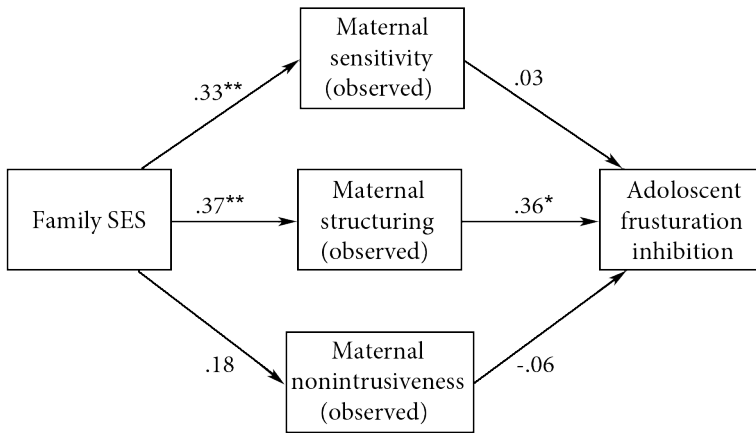 Maternal
sensitivity
(observed)
.33**
.03
Family SES
.37**
Maternal
structuring
(observed)
.36*
Adoloscent
frusturation
inhibition
.18
Maternal
nonintrusiveness
(observed)
-.06